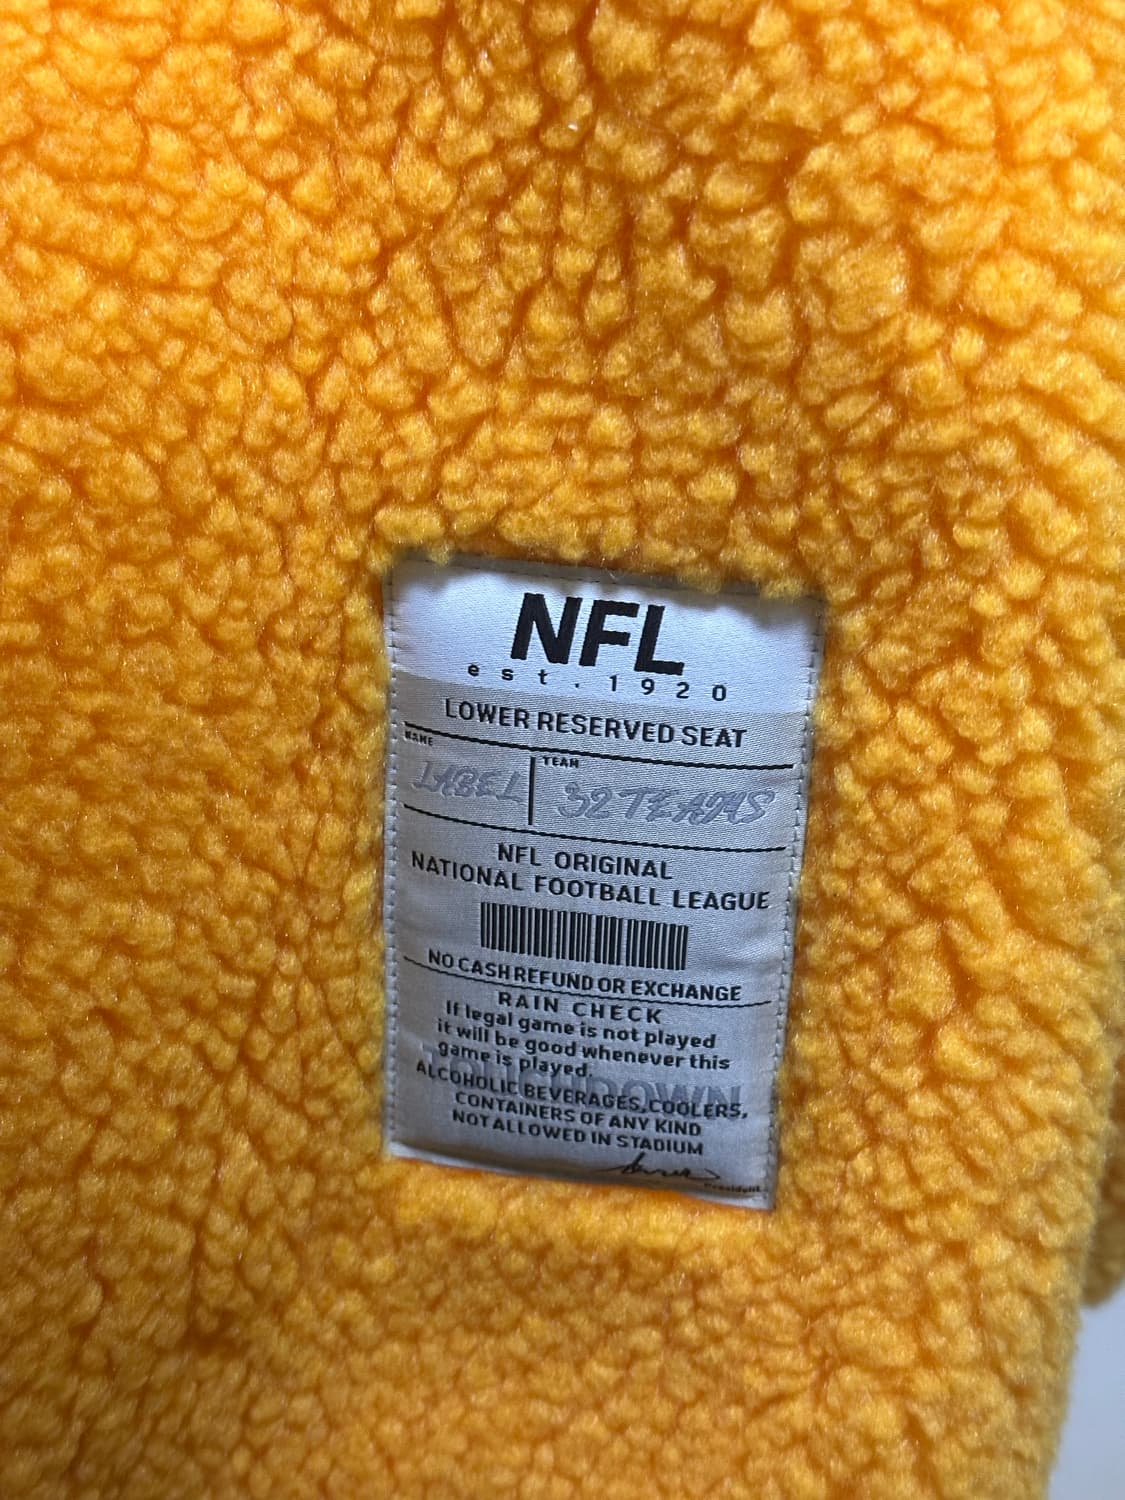 NFL
est. 1920
LOWER RESERVED SEAT
NAME
TEAM
LABEL
32 TEAMS
NFL ORIGINAL
NATIONAL FOOTBALL LEAGUE
NO CASH REFUND OR EXCHANGE
RAIN CHECK
If legal game is not played
it will be good whenever this
game is played.
TOUCHDOWN
ALCOHOLIC BEVERAGES,COOLERS,
CONTAINERS OF ANY KIND
NOT ALLOWED IN STADIUM
President